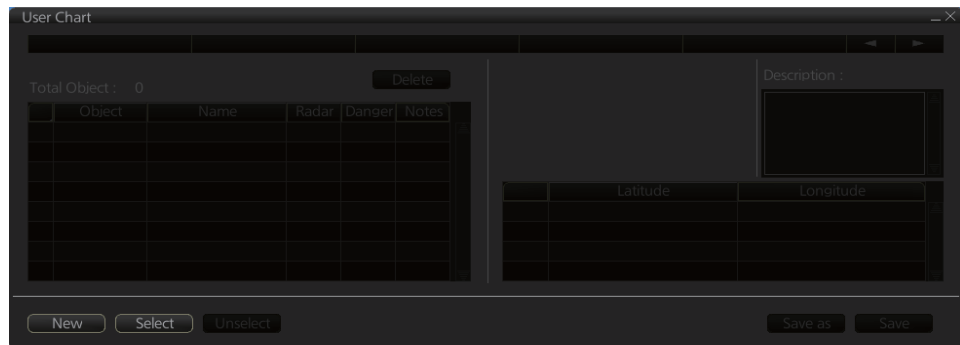 User Chart
Total Object : 0
Delete
Description :
Object Name Radar Danger Notes
Latitude Longitude
New Select Unselect Save as Save